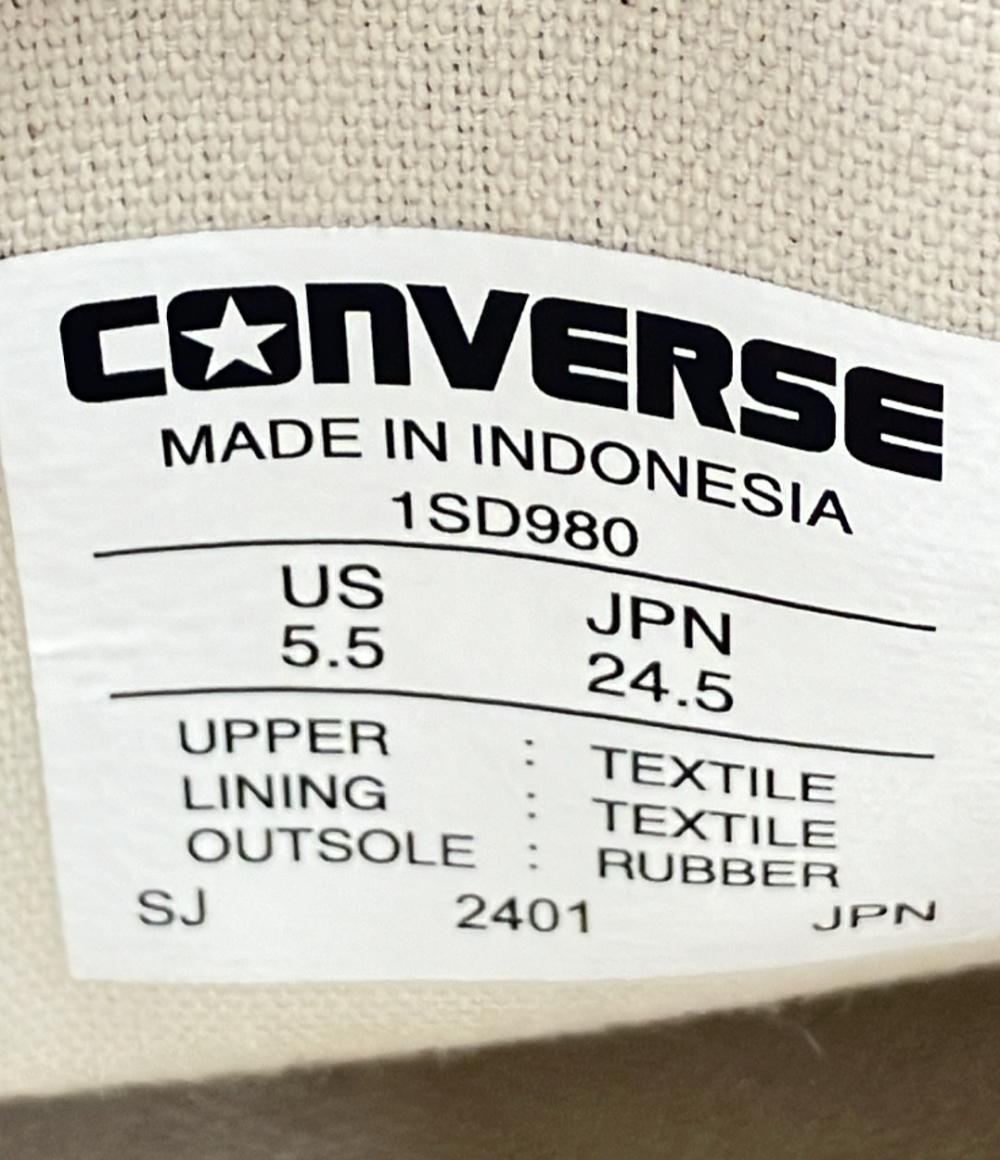 CONVERSE
MADE IN INDONESIA
1SD980
US JPN
5.5 24.5
UPPER : TEXTILE
LINING : TEXTILE
OUTSOLE : RUBBER
SJ 2401 JPN